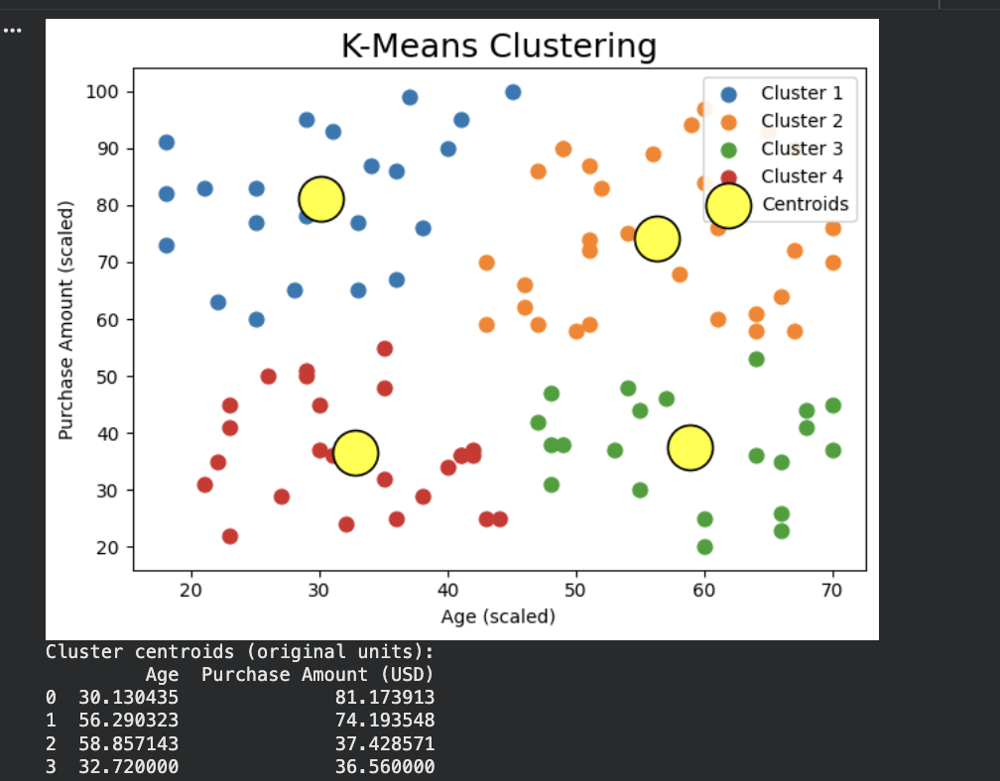 ...
K-Means Clustering
Cluster 1
Cluster 2
Cluster 3
Cluster 4
Centroids
Purchase Amount (scaled)
100
90
80
70
60
50
40
30
20
20 30 40 50 60 70
Age (scaled)
Cluster centroids (original units):
Age Purchase Amount (USD)
0 30.130435 81.173913
1 56.290323 74.193548
2 58.857143 37.428571
3 32.720000 36.560000